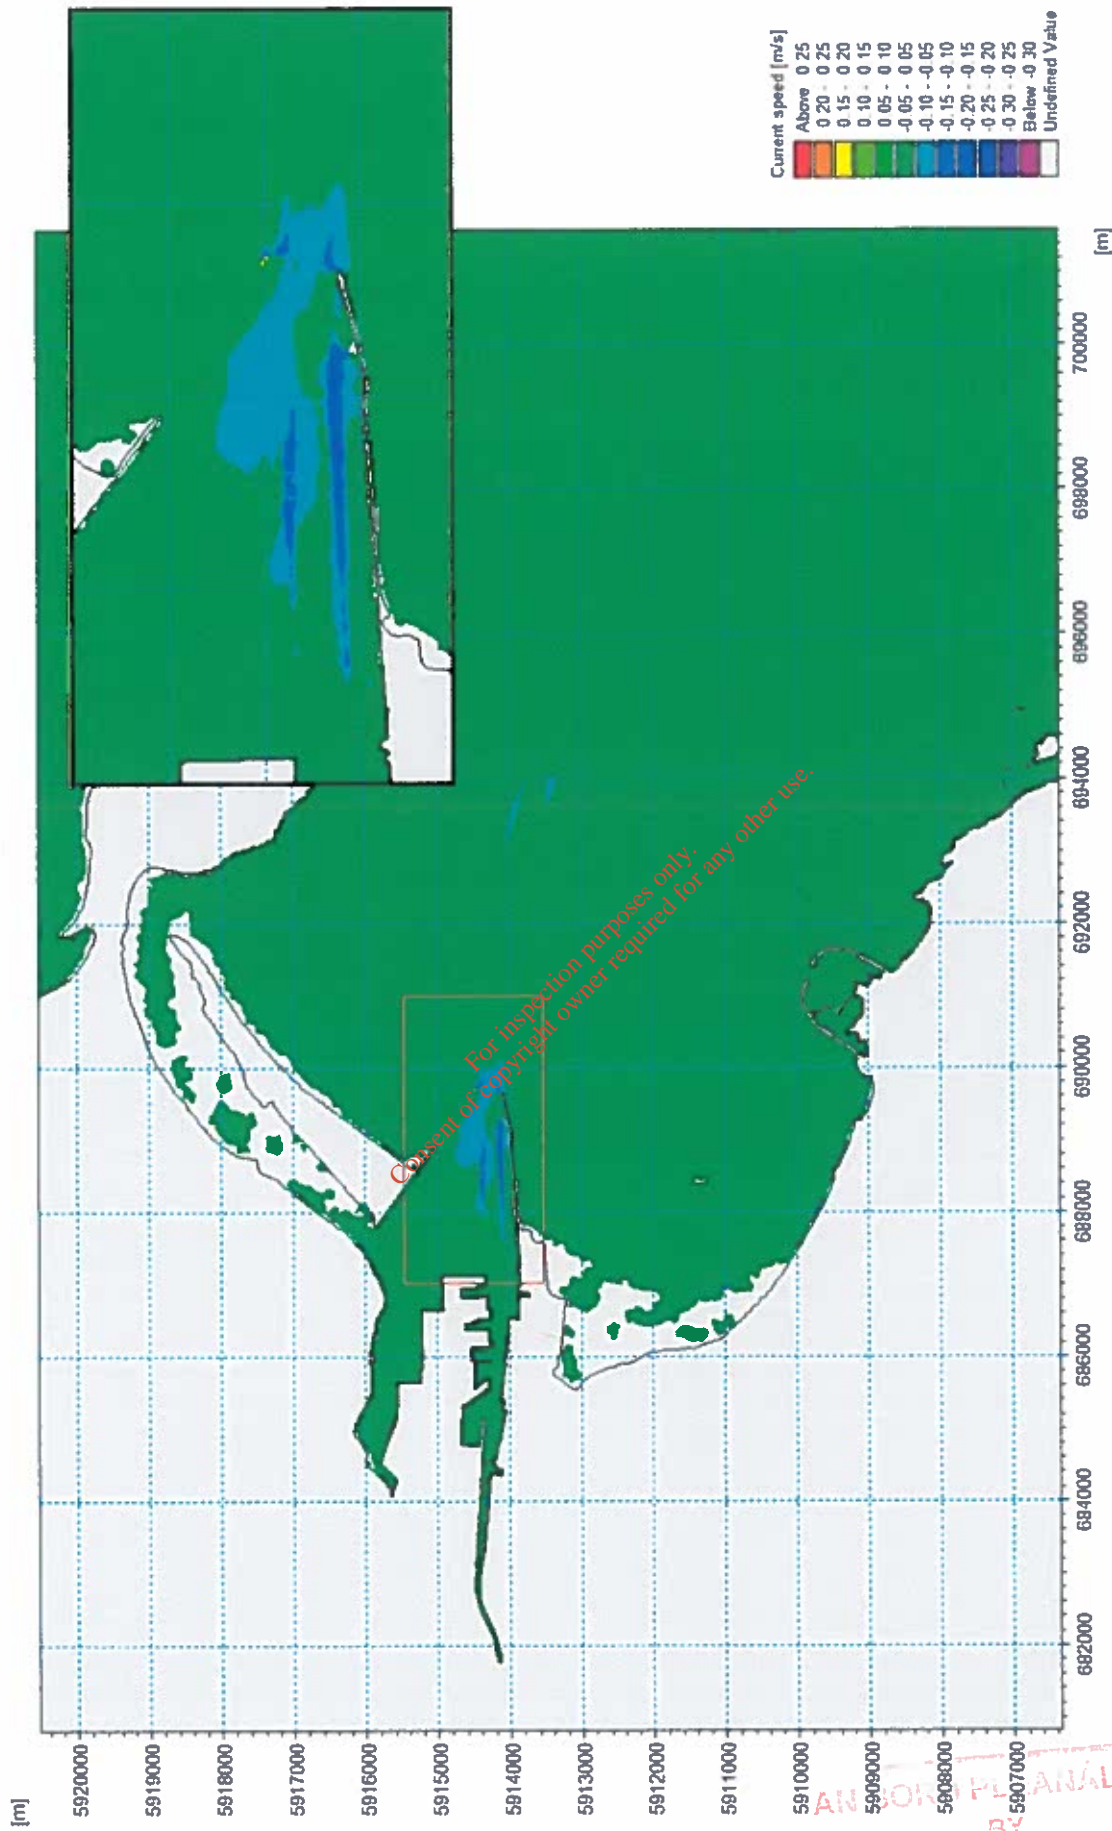 [m]
5920000
5919000
5918000
5917000
5916000
5915000
5914000
5913000
5912000
5911000
5910000
5909000
5908000
5907000
682000
684000
686000
688000
690000
692000
694000
696000
698000
700000
[m]
Current speed [m/s]
Above 0.25
0.20 - 0.25
0.15 - 0.20
0.10 - 0.15
0.05 - 0.10
-0.05 - 0.05
-0.10 - -0.05
-0.15 - -0.10
-0.20 - -0.15
-0.25 - -0.20
-0.30 - -0.25
Below -0.30
Undefined Value
For inspection purposes only.
Consent of copyright owner required for any other use.
AN BORD PLEANÁL
BY